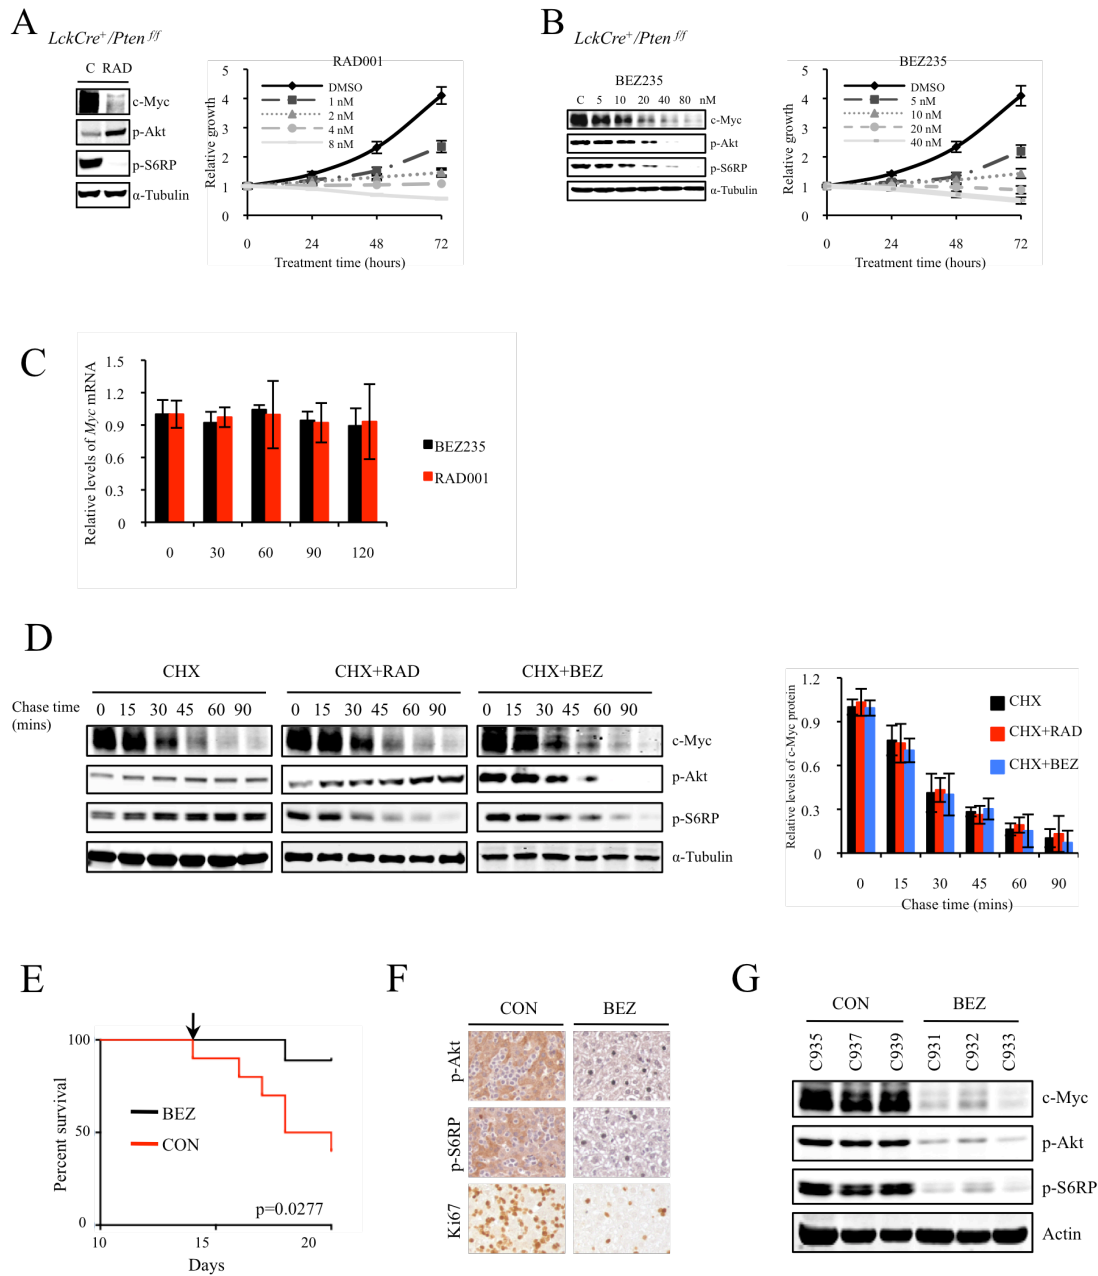 A
LckCre+/Pten f/f
C RAD
c-Myc
p-Akt
p-S6RP
α-Tubulin
RAD001
Relative growth
5
4
3
2
1
0
DMSO
1 nM
2 nM
4 nM
8 nM
0 24 48 72
Treatment time (hours)
B
LckCre+/Pten f/f
BEZ235
C 5 10 20 40 80 nM
c-Myc
p-Akt
p-S6RP
α-Tubulin
BEZ235
Relative growth
5
4
3
2
1
0
DMSO
5 nM
10 nM
20 nM
40 nM
0 24 48 72
Treatment time (hours)
C
Relative levels of Myc mRNA
1.5
1.2
0.9
0.6
0.3
0
0 30 60 90 120
BEZ235
RAD001
D
CHX CHX+RAD CHX+BEZ
Chase time (mins)
0 15 30 45 60 90 0 15 30 45 60 90 0 15 30 45 60 90
c-Myc
p-Akt
p-S6RP
α-Tubulin
Relative levels of c-Myc protein
1.2
0.9
0.6
0.3
0
CHX
CHX+RAD
CHX+BEZ
0 15 30 45 60 90
Chase time (mins)
E
Percent survival
100
50
0
BEZ
CON
p=0.0277
10 15 20
Days
F
CON BEZ
p-Akt
p-S6RP
Ki67
G
CON BEZ
C935 C937 C939 C931 C932 C933
c-Myc
p-Akt
p-S6RP
Actin